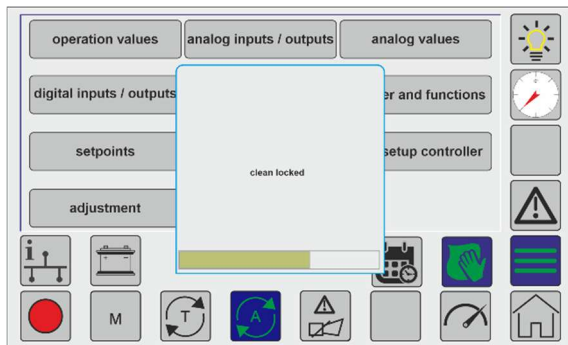 operation values
analog inputs / outputs
analog values
digital inputs / outputs
er and functions
setpoints
setup controller
clean locked
adjustment
i
M
T
A